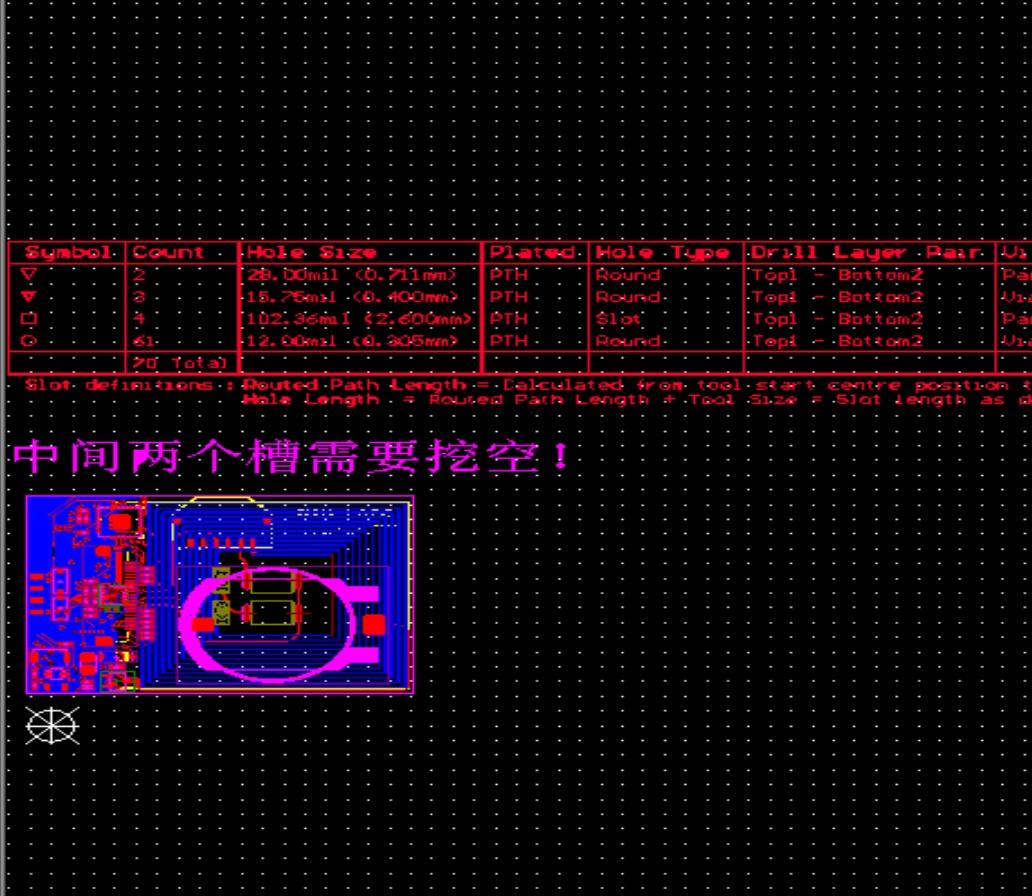 Symbol Count Hole Size Plated Hole Type Drill Layer Pair
2 28.00mil (0.711mm) PTH Round Top1 - Bottom2
3 15.75mil (0.400mm) PTH Round Top1 - Bottom2
4 102.36mil (2.600mm) PTH Slot Top1 - Bottom2
61 12.00mil (0.305mm) PTH Round Top1 - Bottom2
70 Total
Slot definitions : Routed Path Length = Calculated from tool start centre position
Hole Length = Routed Path Length + Tool Size = Slot length as
中间两个槽需要挖空!